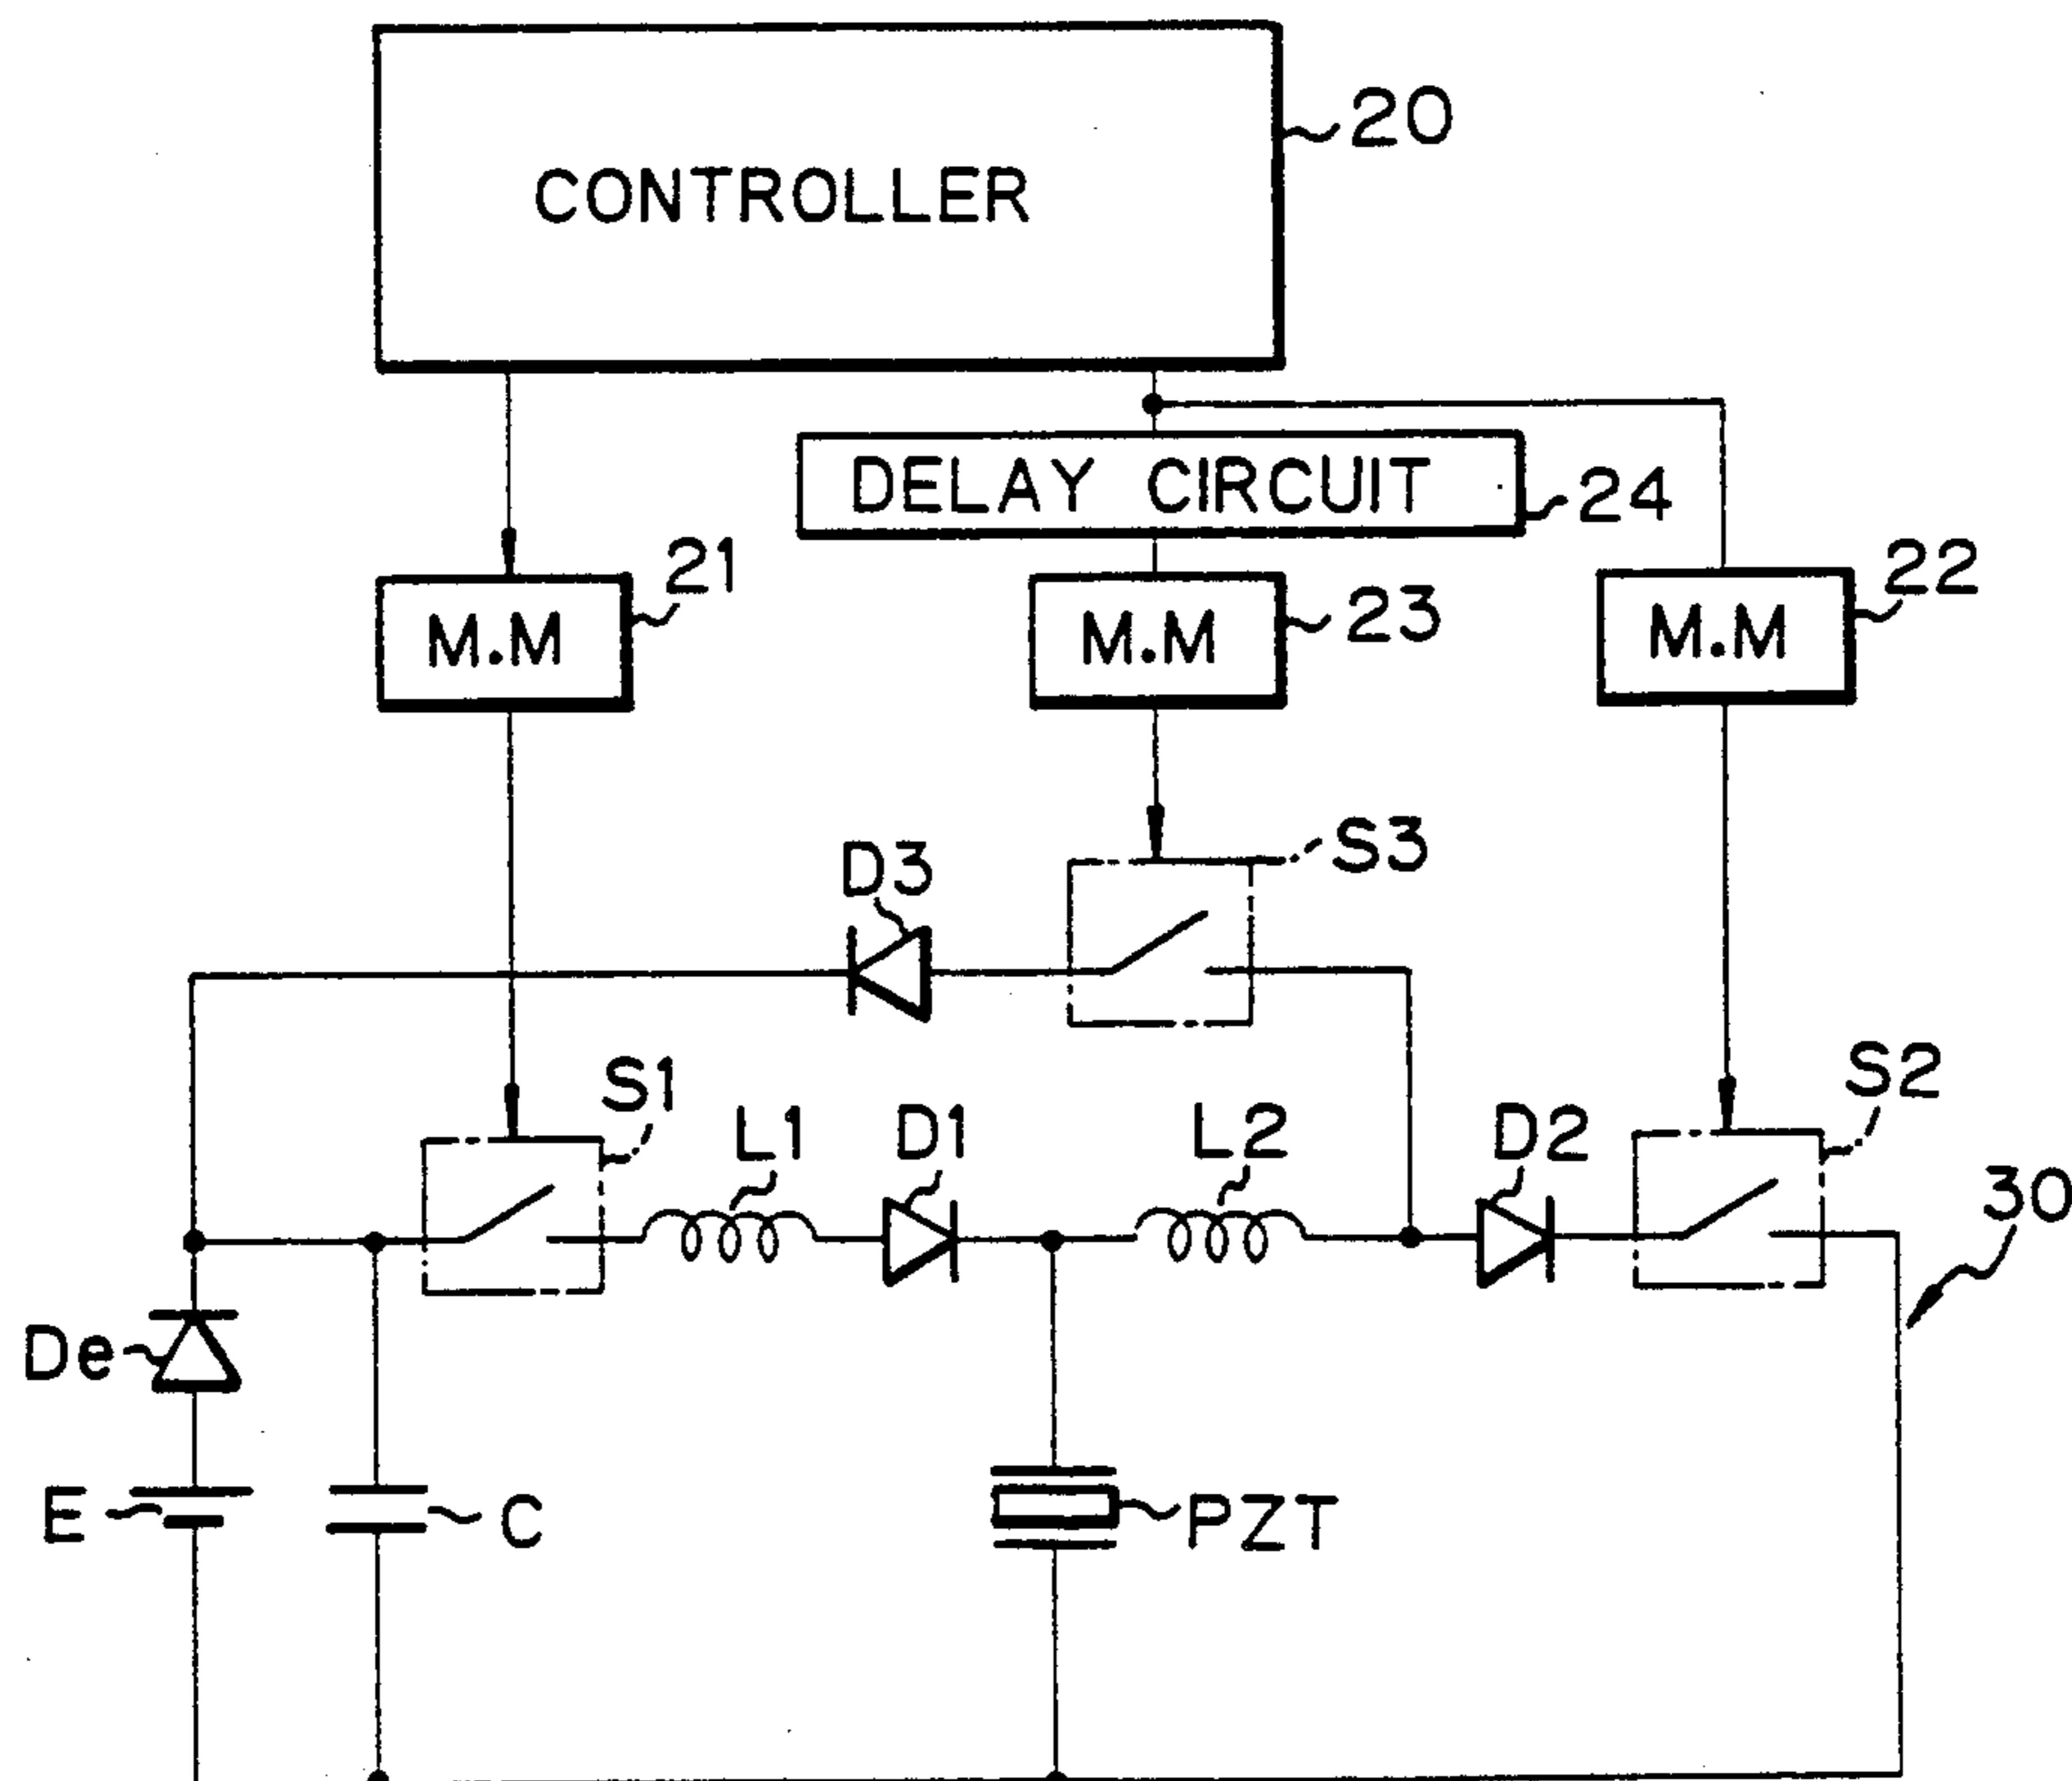 20
CONTROLLER
DELAY CIRCUIT
24
21
23
22
M.M
M.M
M.M
S3
D3
S1
L1
D1
L2
D2
S2
30
De
E
C
PZT